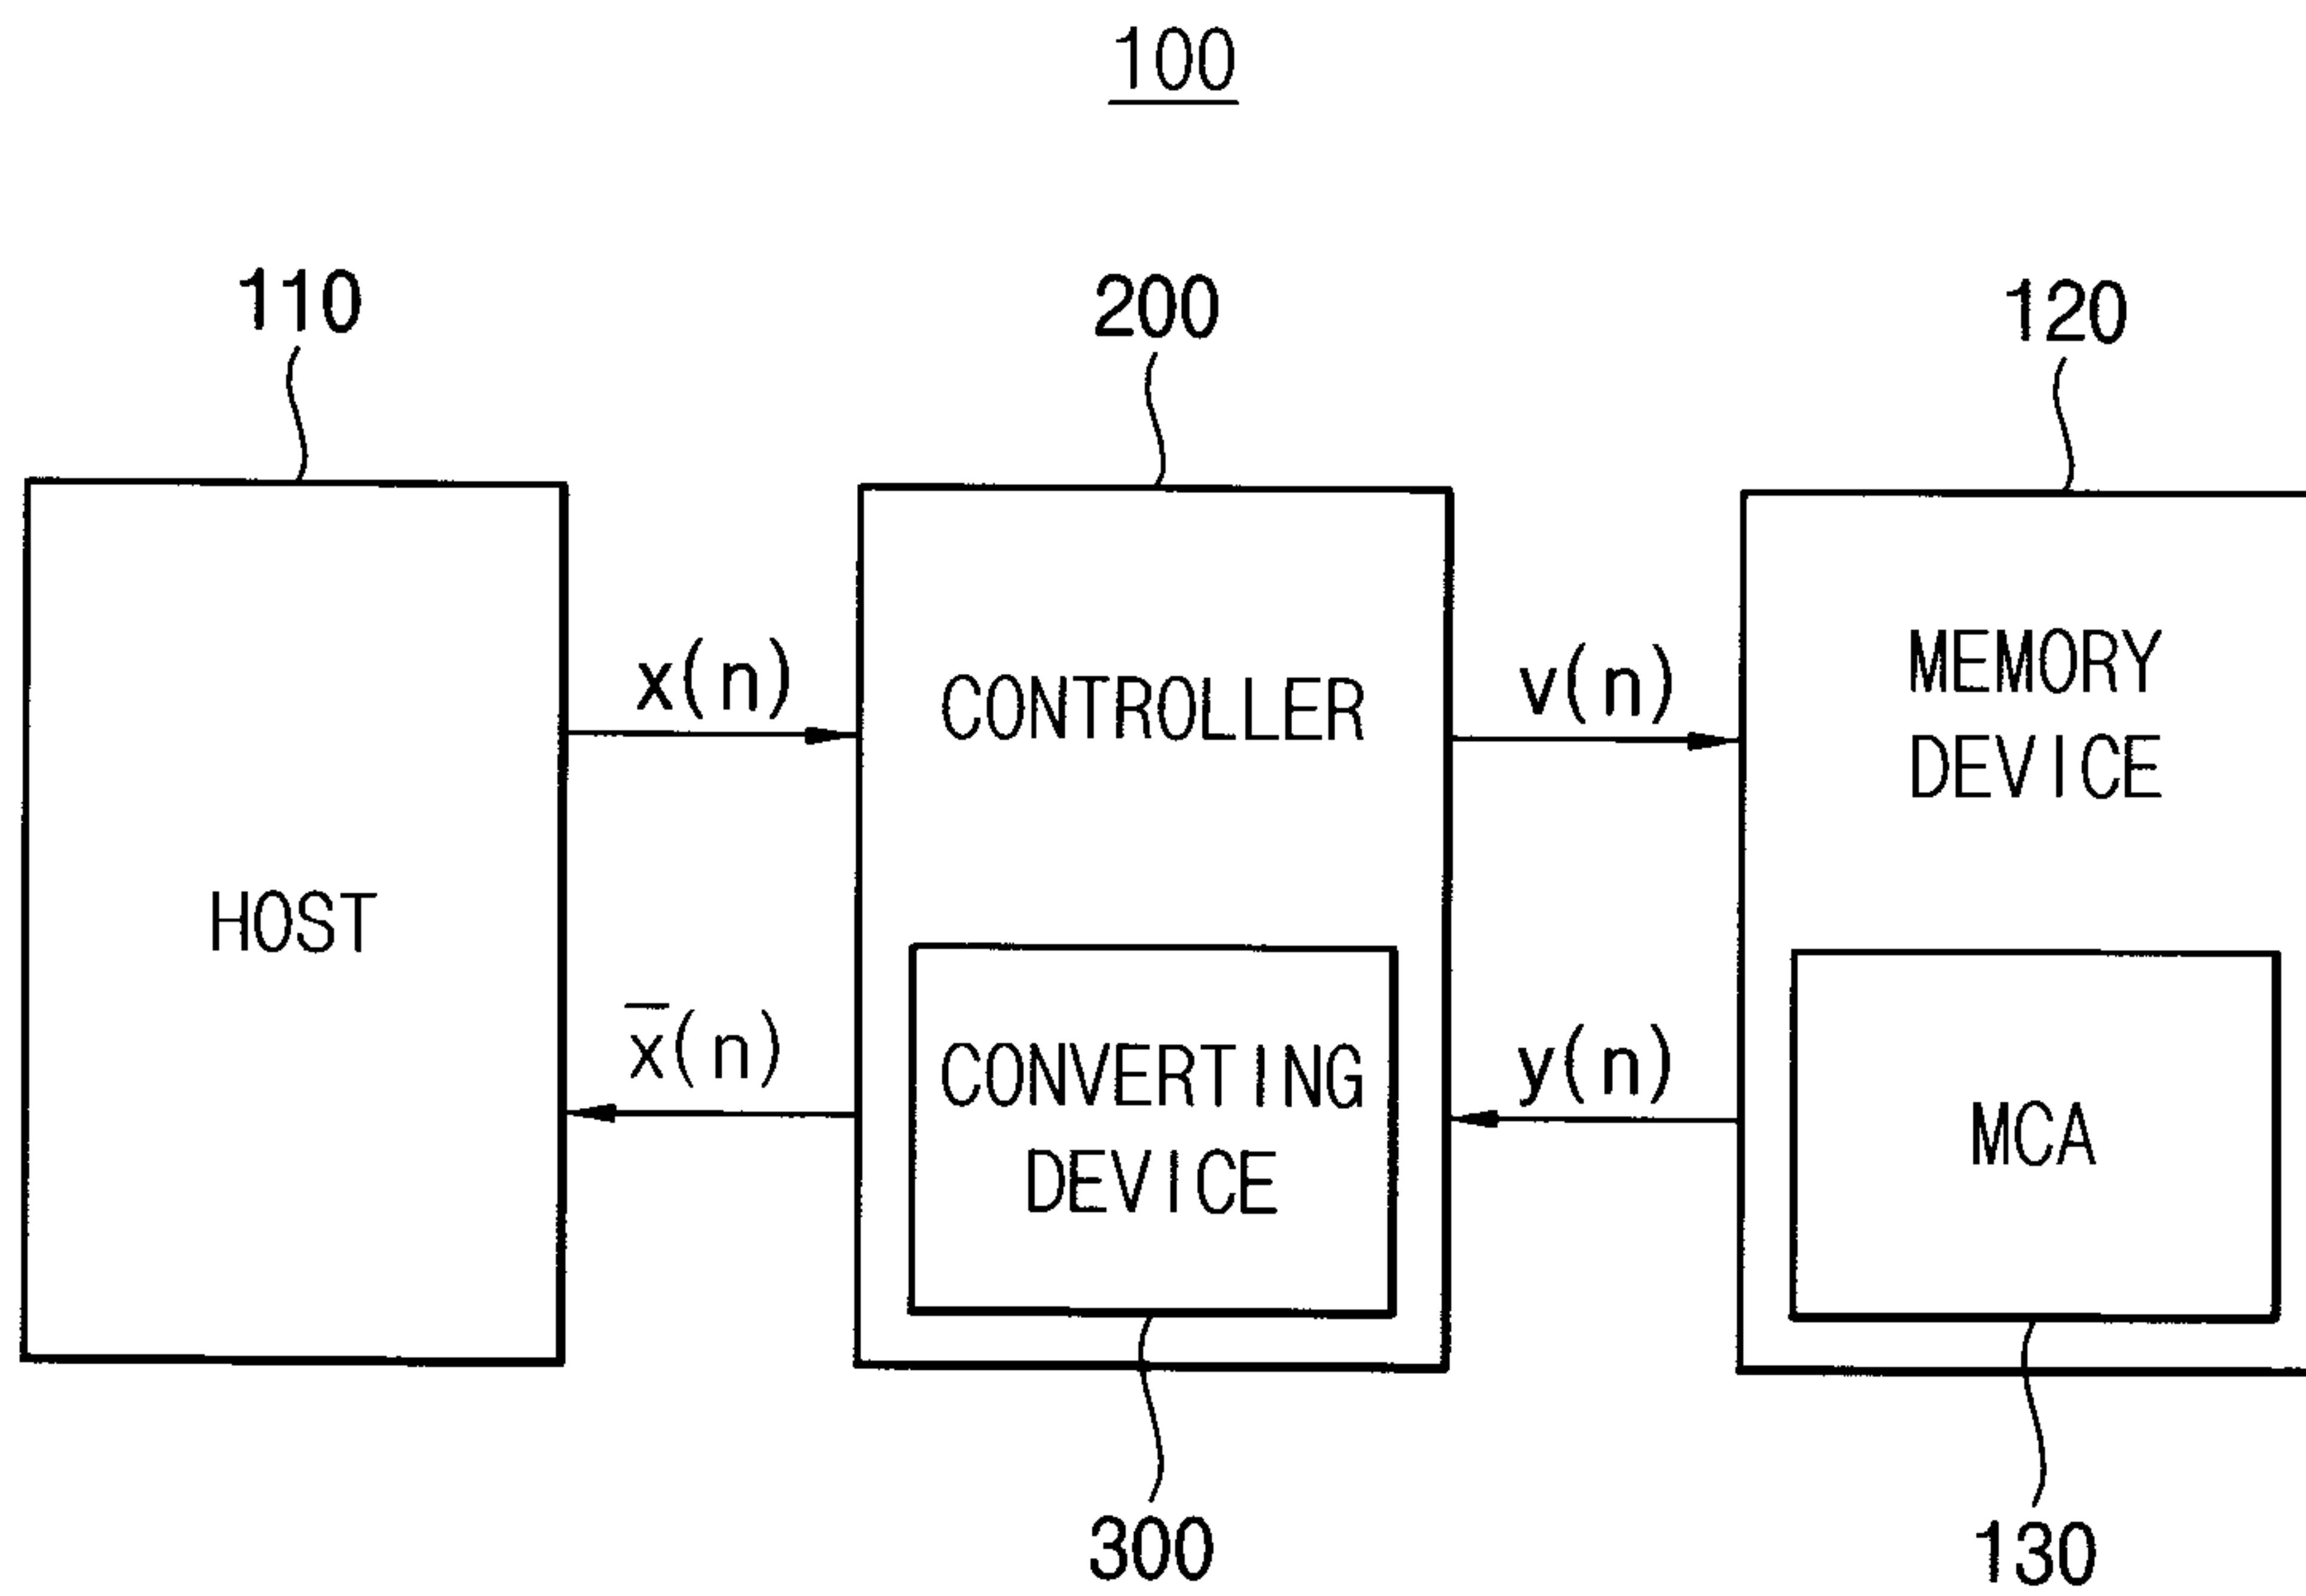 100
110
200
120
x(n)
v(n)
CONTROLLER
MEMORY
DEVICE
HOST
x̅(n)
y(n)
CONVERTING
DEVICE
MCA
300
130